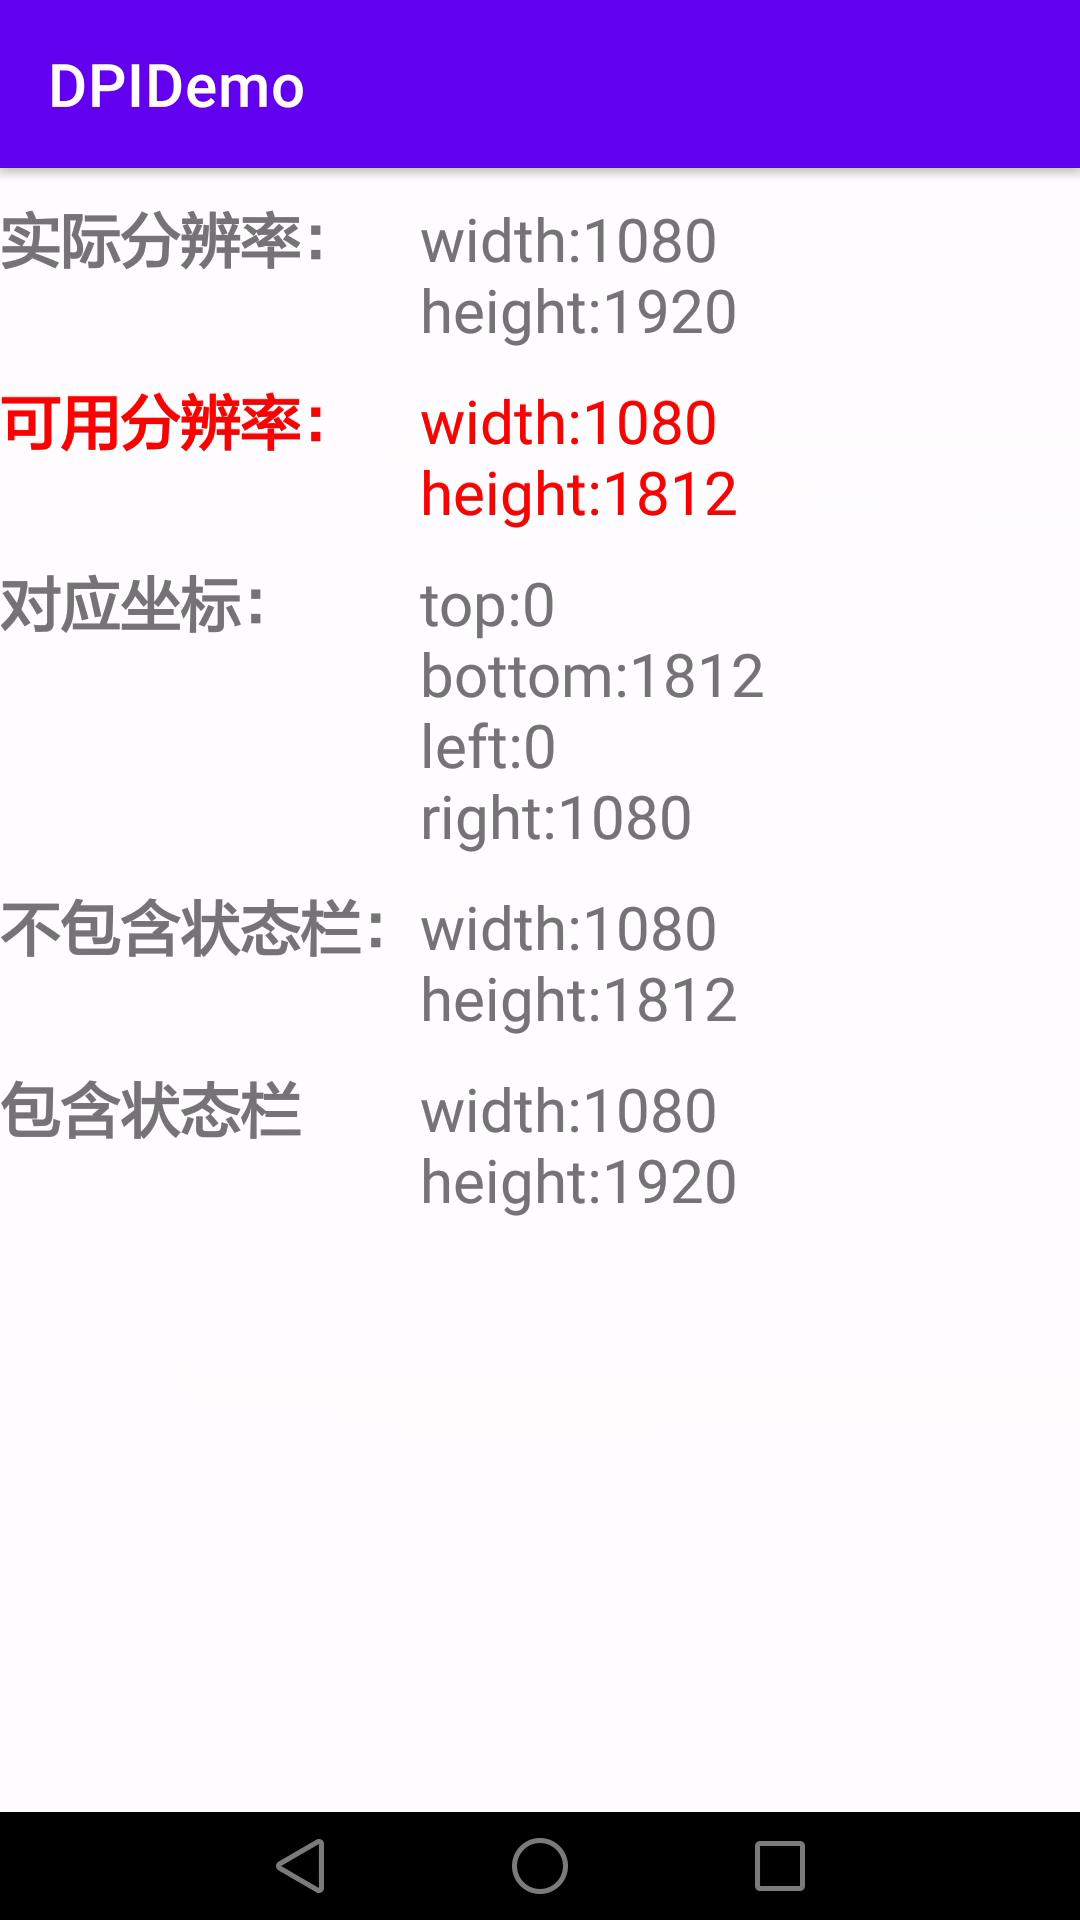 DPIDemo
实际分辨率： width:1080
height:1920
可用分辨率： width:1080
height:1812
对应坐标： top:0
bottom:1812
left:0
right:1080
不包含状态栏： width:1080
height:1812
包含状态栏 width:1080
height:1920